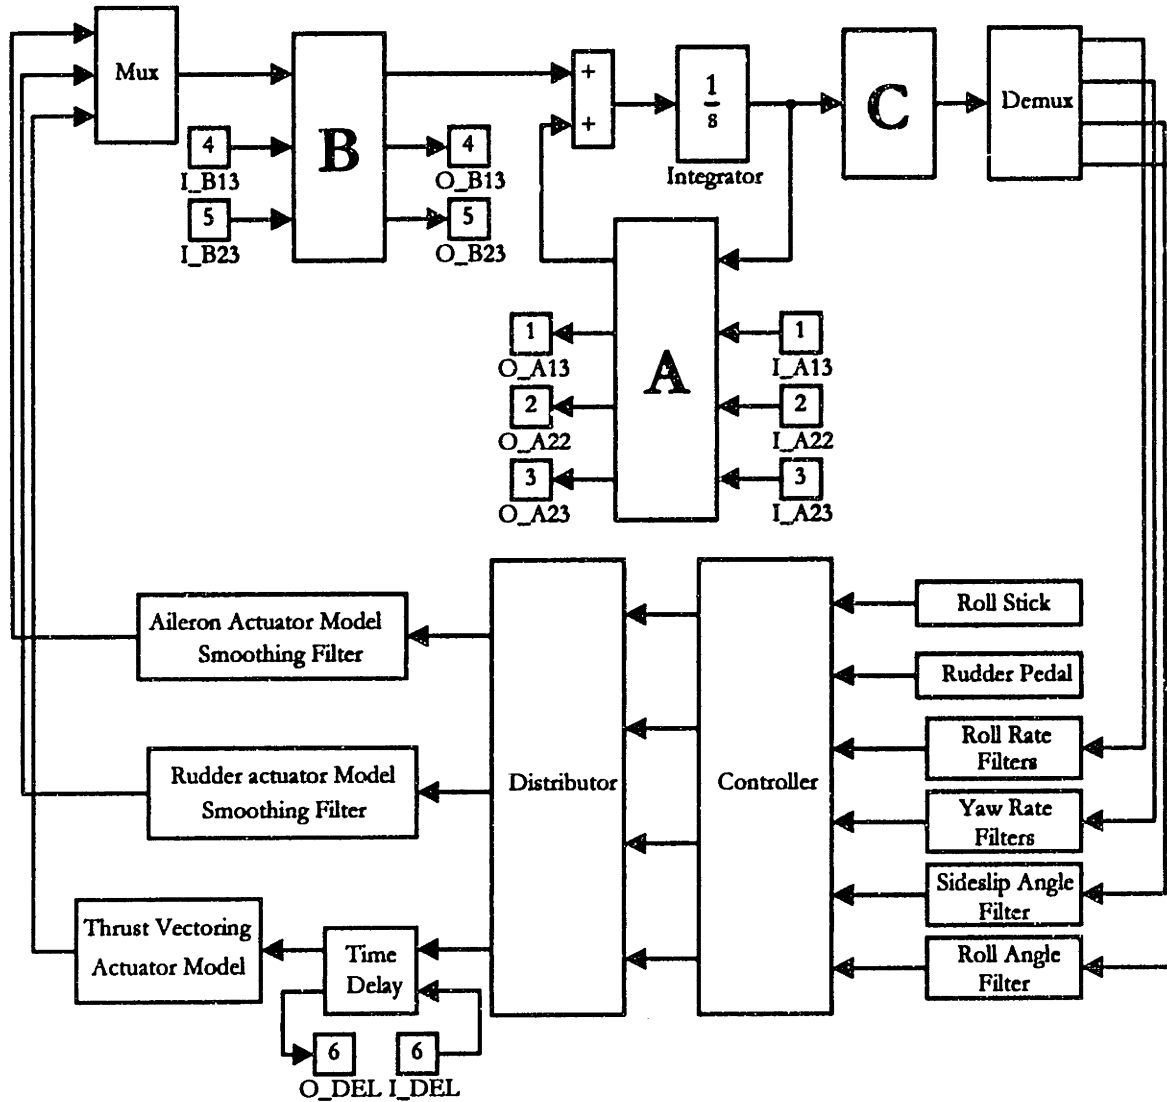 Mux
B
4
I_B13
5
I_B23
4
O_B13
5
O_B23
+
+
1
s
Integrator
C
Demux
A
1
O_A13
2
O_A22
3
O_A23
1
I_A13
2
I_A22
3
I_A23
Aileron Actuator Model
Smoothing Filter
Rudder actuator Model
Smoothing Filter
Thrust Vectoring
Actuator Model
Time
Delay
6
O_DEL
6
I_DEL
Distributor
Controller
Roll Stick
Rudder Pedal
Roll Rate
Filters
Yaw Rate
Filters
Sideslip Angle
Filter
Roll Angle
Filter